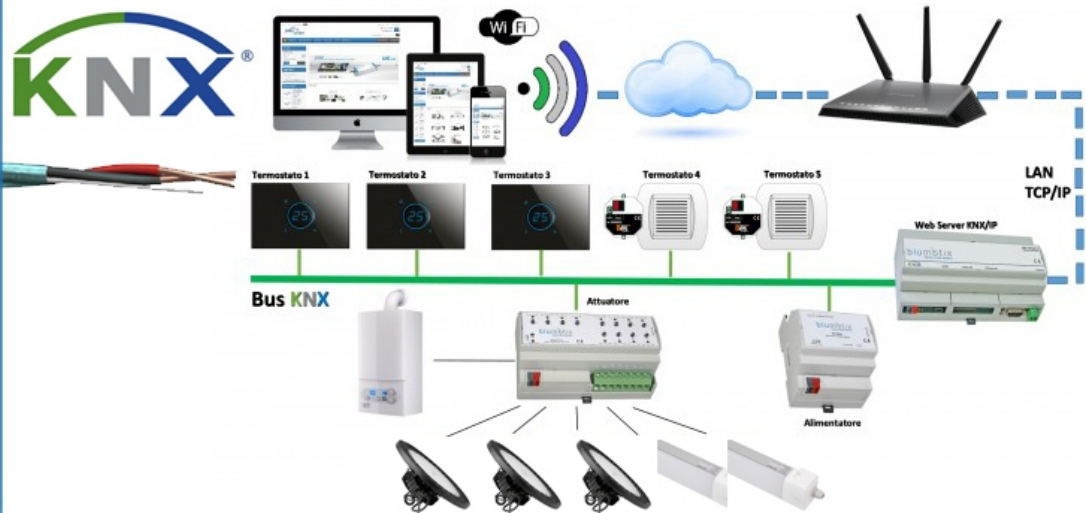 KNX®
Wi Fi
LAN
TCP/IP
Termostato 1
Termostato 2
Termostato 3
Termostato 4
Termostato 5
25
25
25
Web Server KNX/IP
blumotix
Bus KNX
Attuatore
blumotix
blumotix
Alimentatore